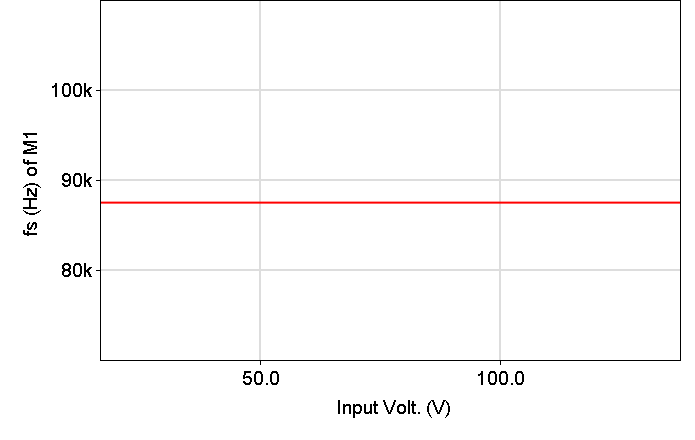 fs (Hz) of M1
100k
90k
80k
50.0
100.0
Input Volt. (V)